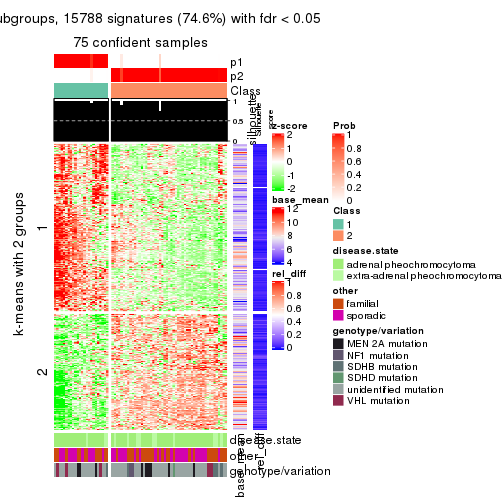 subgroups, 15788 signatures (74.6%) with fdr < 0.05
75 confident samples
p1
p2
Class
1
0.5
0
silhouette
Silhouette
score
k-means with 2 groups
1
2
z-score
2
1
0
-1
-2
base_mean
12
10
8
6
4
rel_diff
1
0.8
0.6
0.4
0.2
0
Prob
1
0.8
0.6
0.4
0.2
0
Class
1
2
disease.state
adrenal pheochromocytoma
extra-adrenal pheochromocytoma
other
familial
sporadic
genotype/variation
MEN 2A mutation
NF1 mutation
SDHB mutation
SDHD mutation
unidentified mutation
VHL mutation
disease.state
other
genotype/variation
base_mean
rel_diff